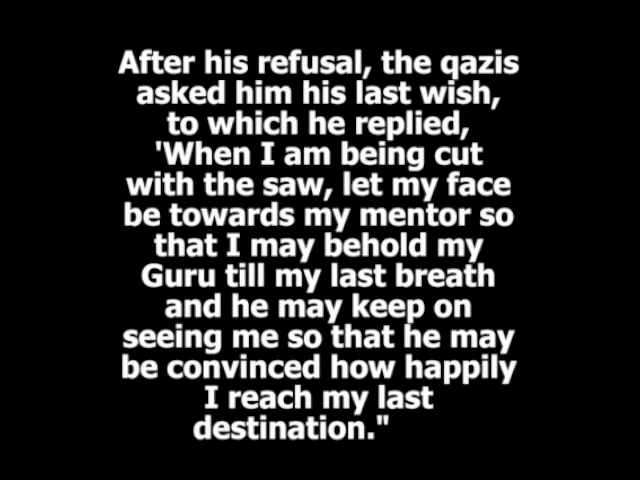 After his refusal, the qazis
asked him his last wish,
to which he replied,
'When I am being cut
with the saw, let my face
be towards my mentor so
that I may behold my
Guru till my last breath
and he may keep on
seeing me so that he may
be convinced how happily
I reach my last
destination."